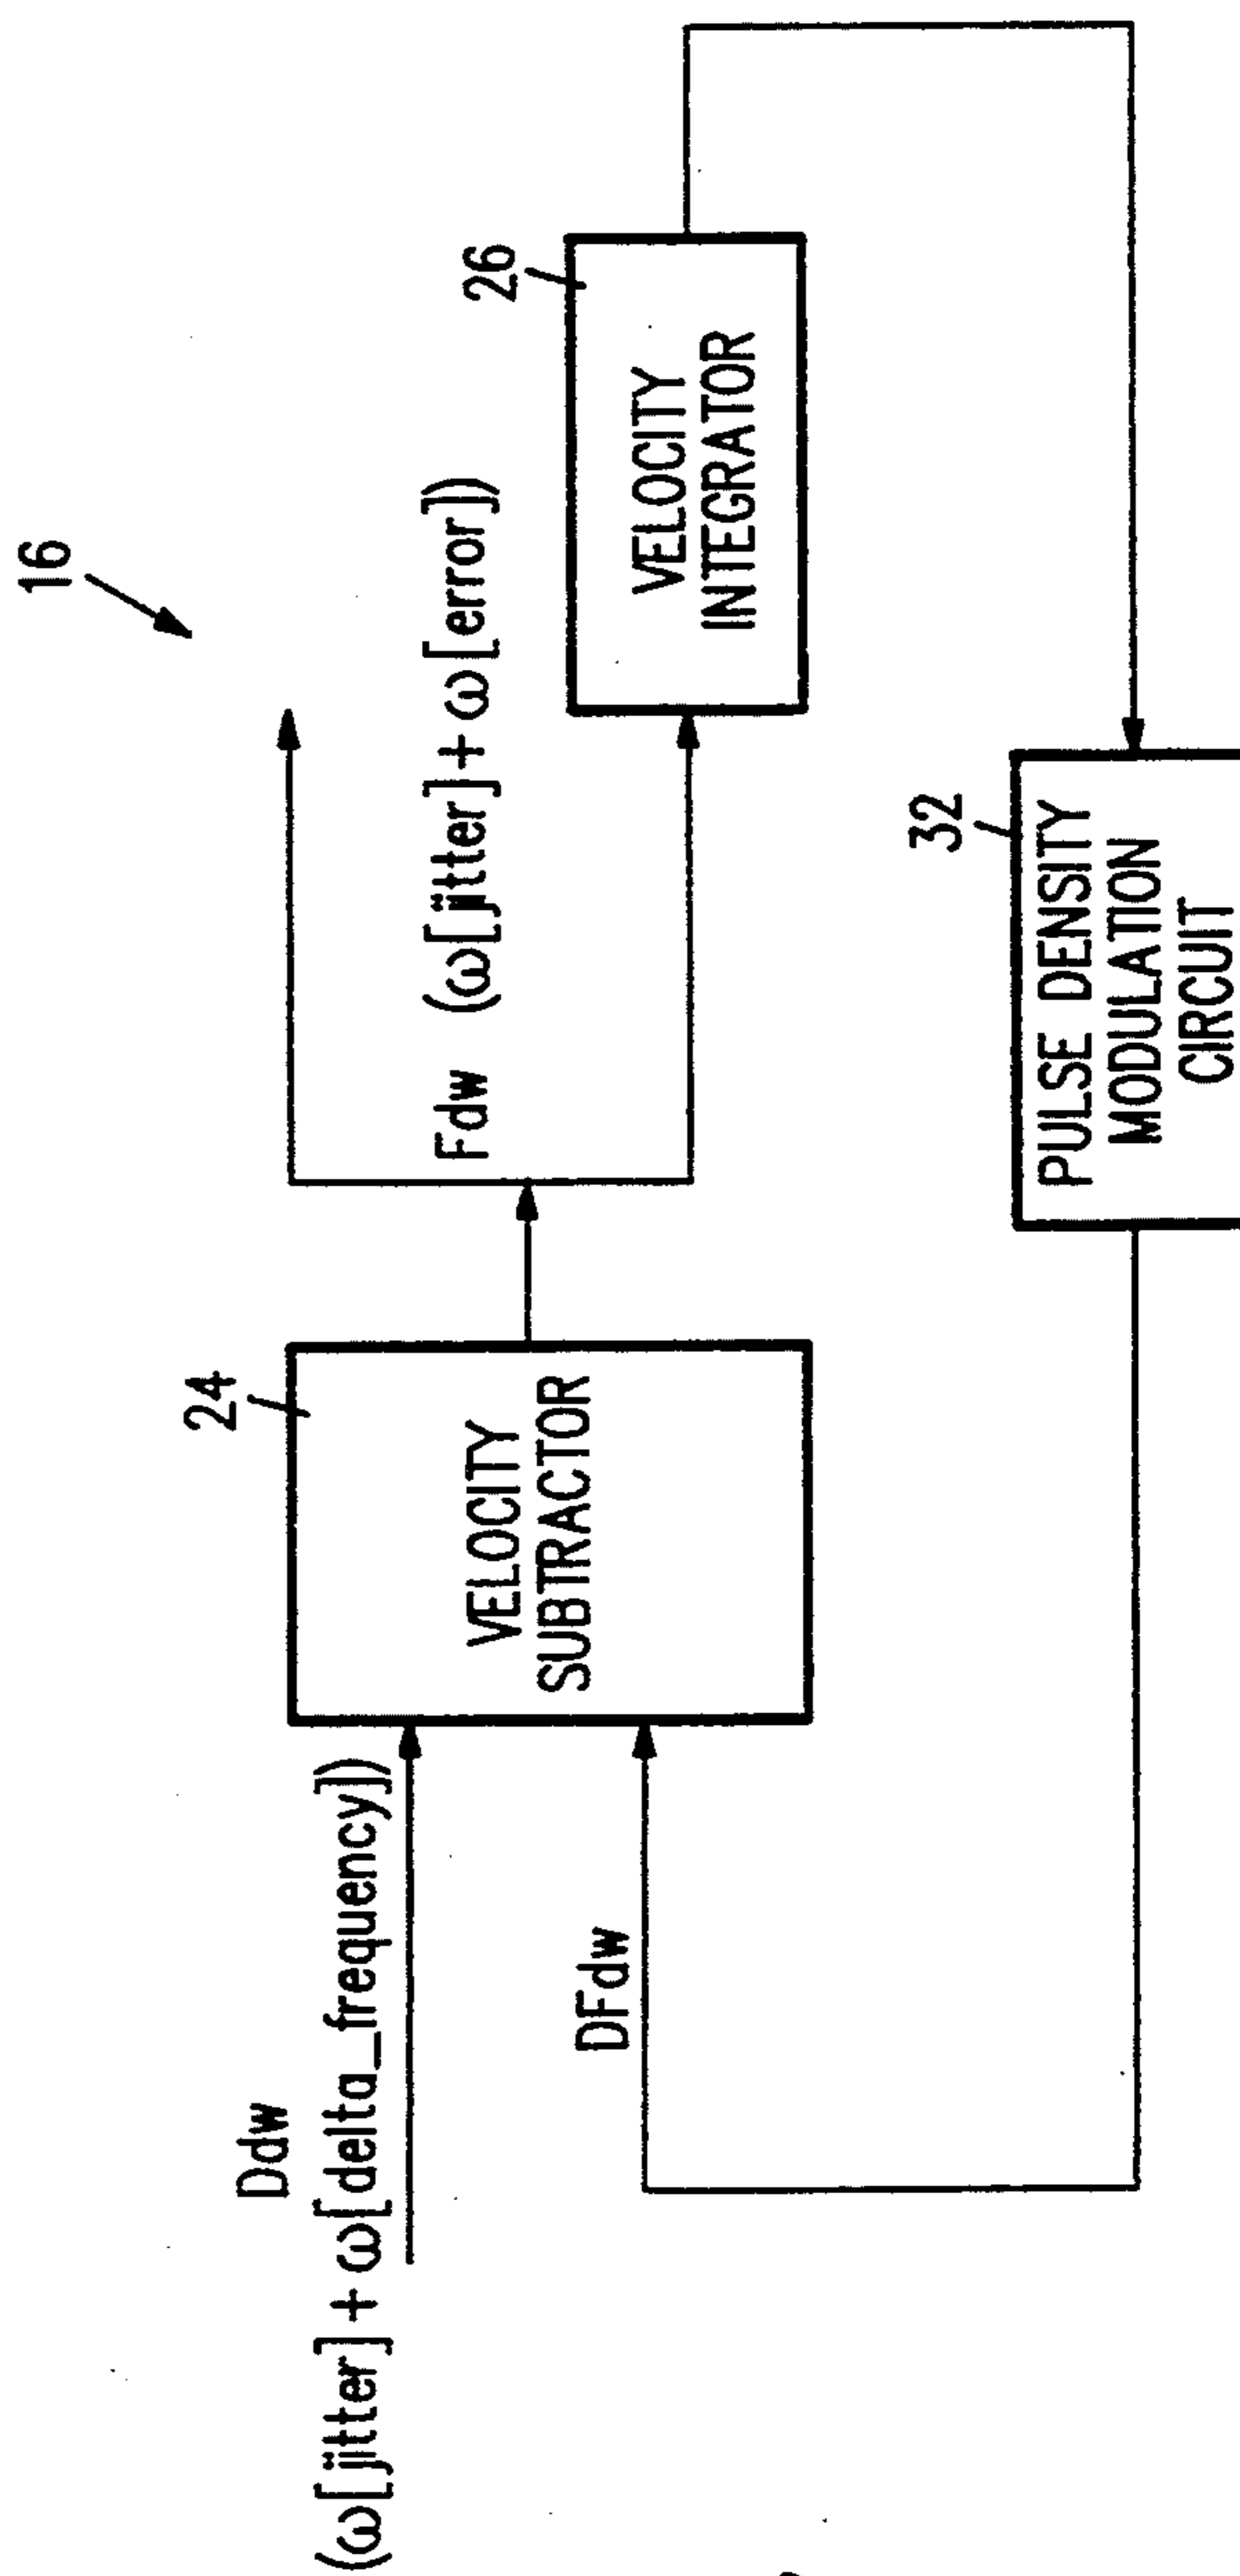 16
Ddw
(ω[jitter]+ω[delta_frequency])
24
VELOCITY
SUBTRACTOR
Fdw (ω[jitter]+ω[error])
26
VELOCITY
INTEGRATOR
DFdw
32
PULSE DENSITY
MODULATION
CIRCUIT